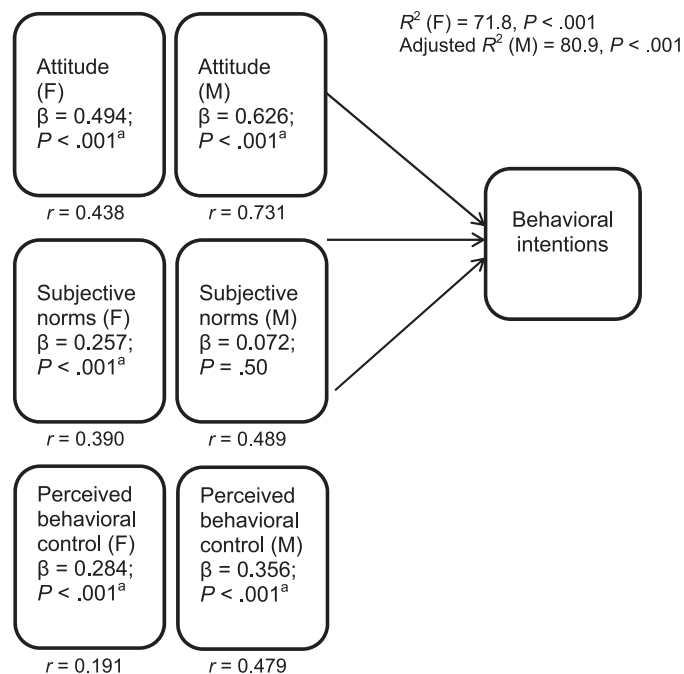 R² (F) = 71.8, P < .001
Adjusted R² (M) = 80.9, P < .001
Attitude
(F)
β = 0.494;
P < .001ᵃ
r = 0.438
Attitude
(M)
β = 0.626;
P < .001ᵃ
r = 0.731
Subjective
norms (F)
β = 0.257;
P < .001ᵃ
r = 0.390
Subjective
norms (M)
β = 0.072;
P = .50
r = 0.489
Perceived
behavioral
control (F)
β = 0.284;
P < .001ᵃ
r = 0.191
Perceived
behavioral
control (M)
β = 0.356;
P < .001ᵃ
r = 0.479
Behavioral
intentions